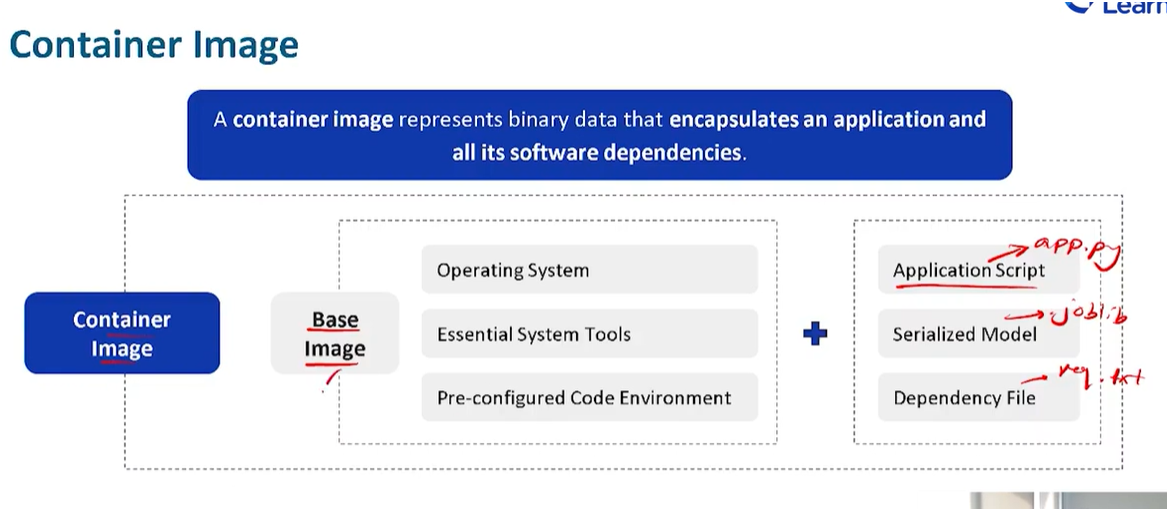 Learn
Container Image
A container image represents binary data that encapsulates an application and
all its software dependencies.
Container
Image
Base
Image
Operating System
Essential System Tools
Pre-configured Code Environment
Application Script
app.py
Serialized Model
.joblib
Dependency File
req.txt